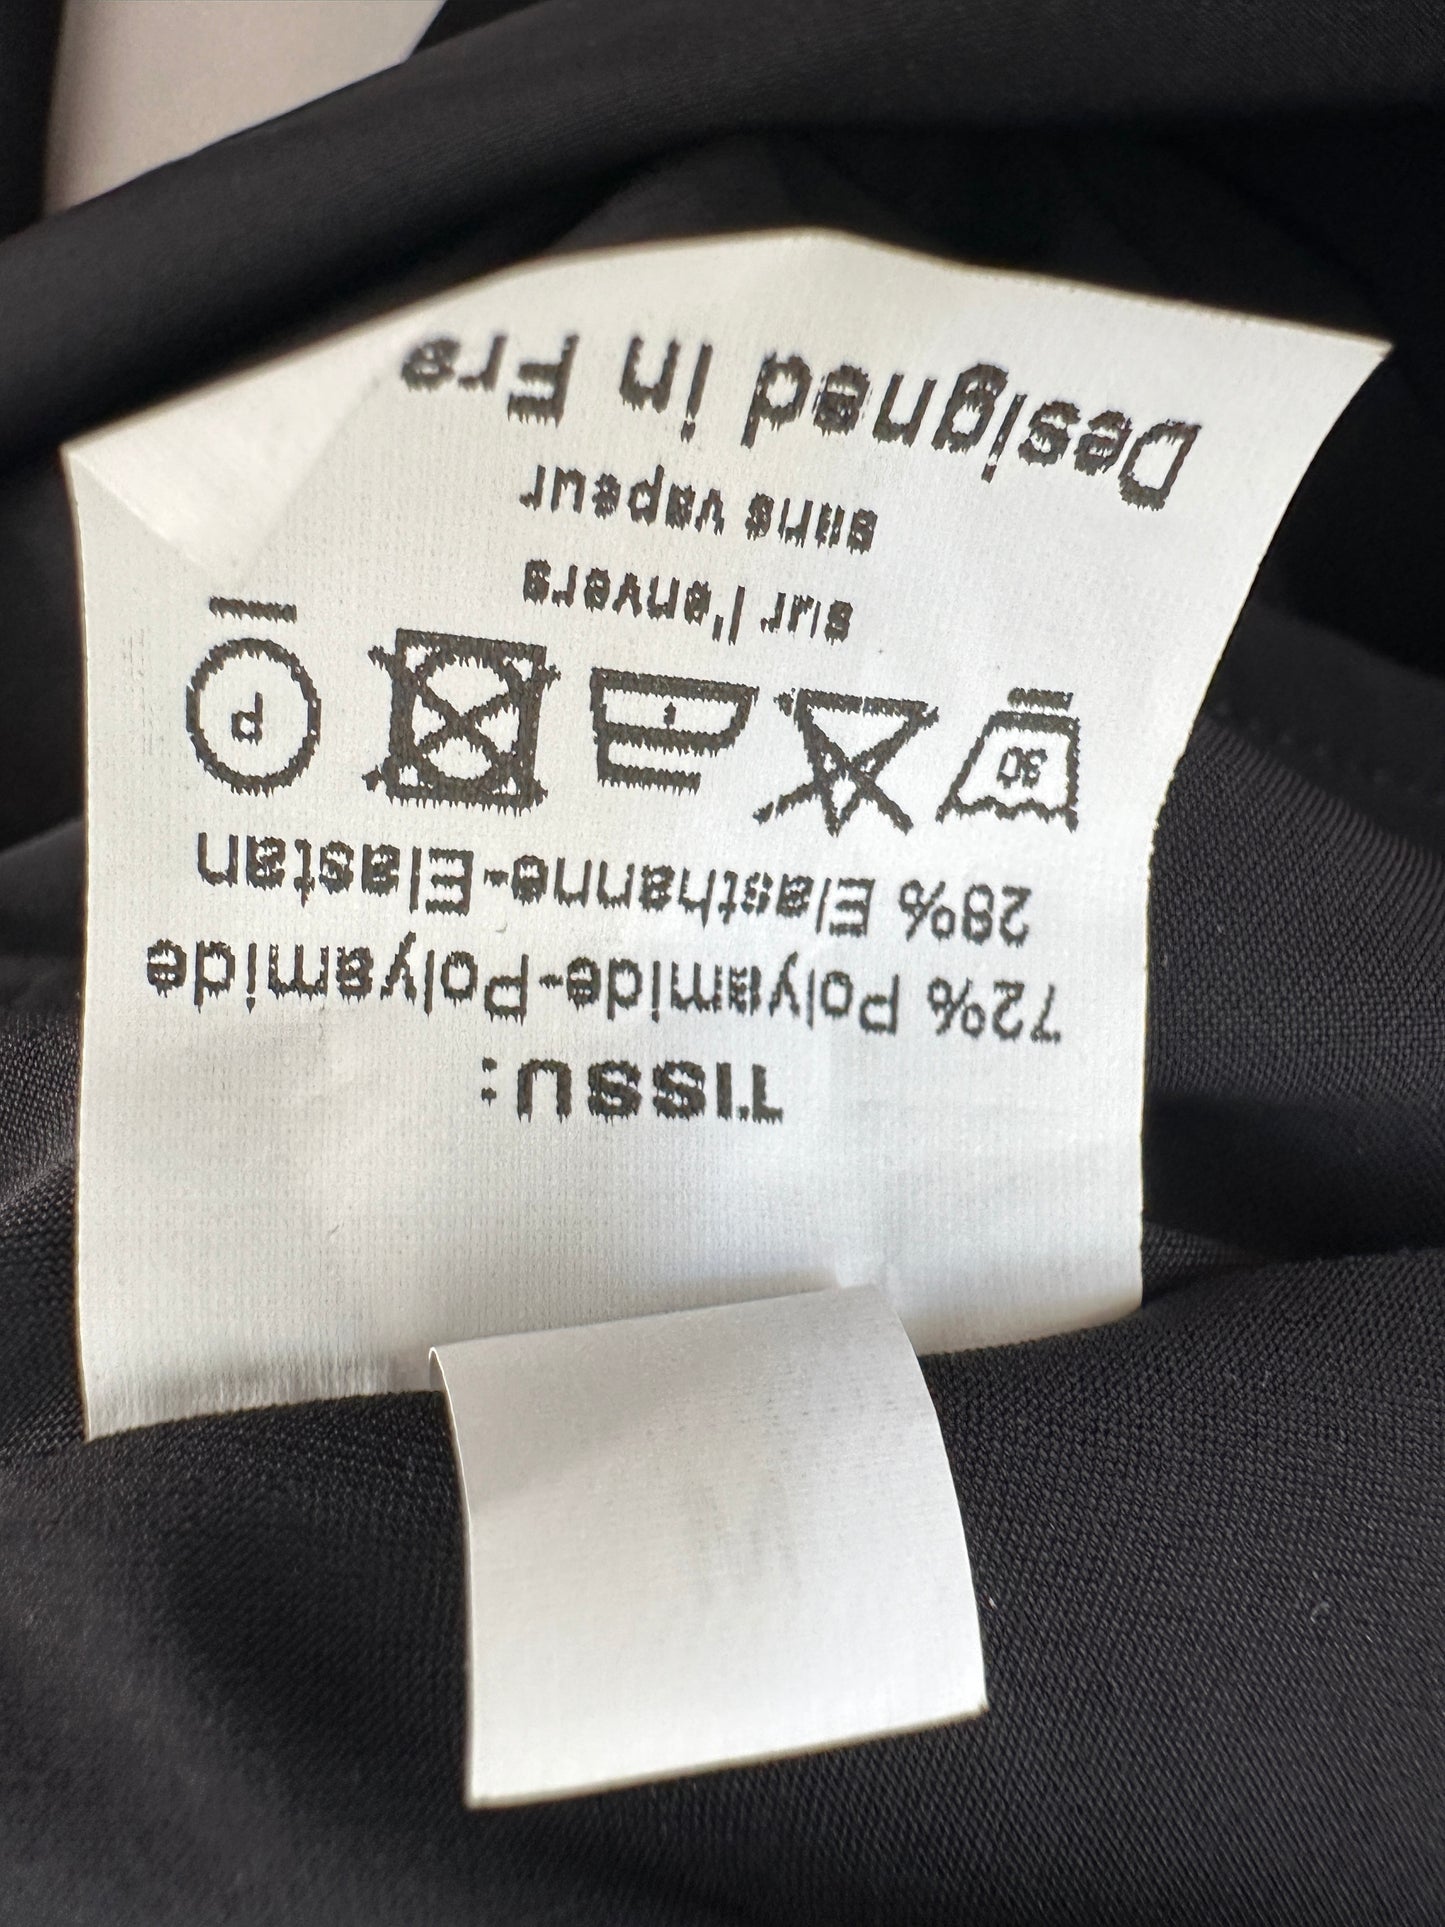 TISSU:
72% Polyamide-Polyamide
28% Elasthanne-Elastan
30 P
sur l'envers
sans vapeur
Designed in Fra